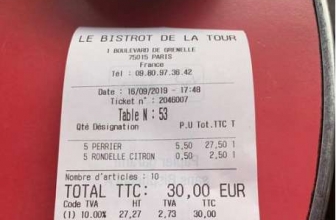 LE BISTROT DE LA TOUR
1 BOULEVARD DE GRENELLE
75015 PARIS
France
Tél : 09.80.97.36.42
Date : 16/09/2019 - 17:48
Ticket n° : 2046007
Table N : 53
Qté Désignation P.U Tot.TTC T
5 PERRIER 5,50 27,50 1
5 RONDELLE CITRON 0,50 2,50 1
Nombre d'articles : 10
TOTAL TTC: 30,00 EUR
Code TVA HT TVA TTC
(1) 10.00% 27,27 2,73 30,00